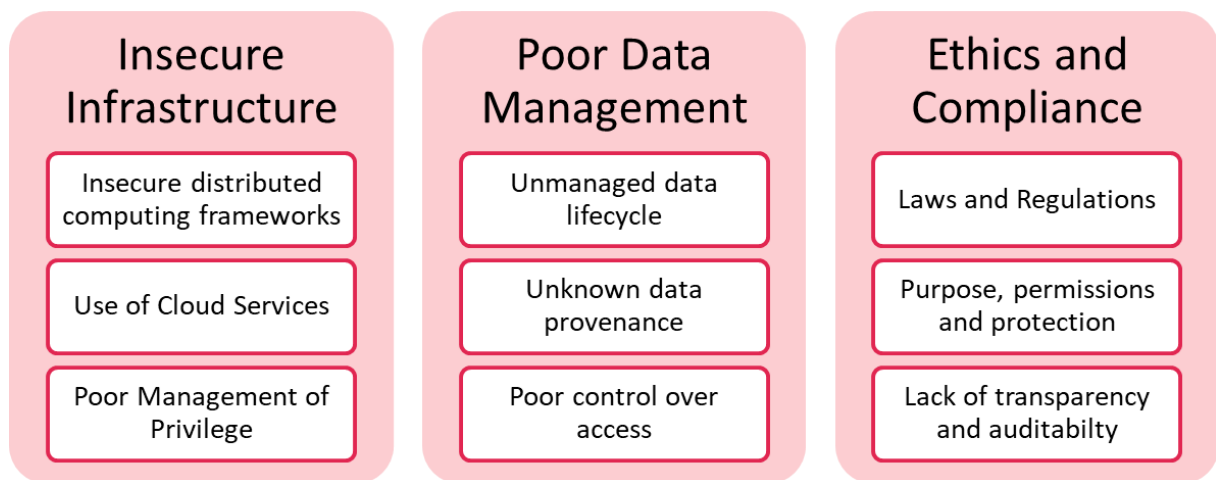 Insecure
Infrastructure
Insecure distributed
computing frameworks
Use of Cloud Services
Poor Management of
Privilege
Poor Data
Management
Unmanaged data
lifecycle
Unknown data
provenance
Poor control over
access
Ethics and
Compliance
Laws and Regulations
Purpose, permissions
and protection
Lack of transparency
and auditabilty